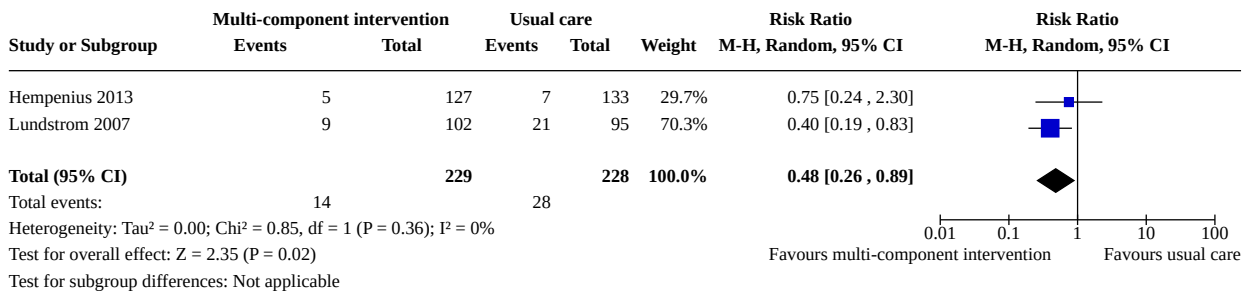 Multi-component intervention Usual care Risk Ratio Risk Ratio
Study or Subgroup Events Total Events Total Weight M-H, Random, 95% CI M-H, Random, 95% CI
Hempenius 2013 5 127 7 133 29.7% 0.75 [0.24 , 2.30]
Lundstrom 2007 9 102 21 95 70.3% 0.40 [0.19 , 0.83]
Total (95% CI) 229 228 100.0% 0.48 [0.26 , 0.89]
Total events: 14 28
Heterogeneity: Tau² = 0.00; Chi² = 0.85, df = 1 (P = 0.36); I² = 0%
0.01 0.1 1 10 100
Test for overall effect: Z = 2.35 (P = 0.02) Favours multi-component intervention Favours usual care
Test for subgroup differences: Not applicable